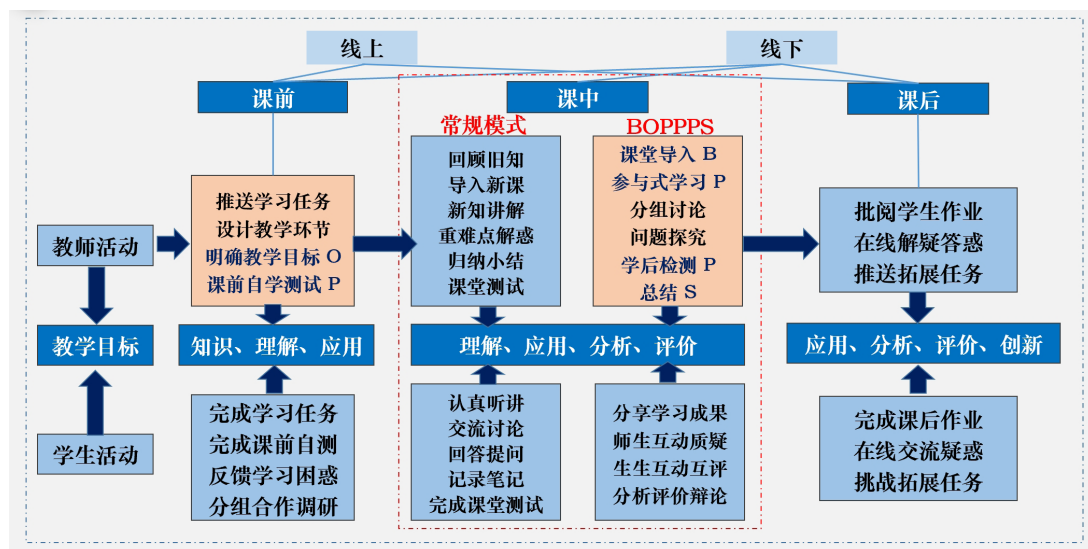 线上
线下
课前
课中
课后
常规模式
BOPPPS
回顾旧知
导入新课
新知讲解
重难点解惑
归纳小结
课堂测试
课堂导入 B
参与式学习 P
分组讨论
问题探究
学后检测 P
总结 S
推送学习任务
设计教学环节
明确教学目标 O
课前自学测试 P
批阅学生作业
在线解疑答惑
推送拓展任务
教师活动
教学目标
知识、理解、应用
理解、应用、分析、评价
应用、分析、评价、创新
学生活动
完成学习任务
完成课前自测
反馈学习困惑
分组合作调研
认真听讲
交流讨论
回答提问
记录笔记
完成课堂测试
分享学习成果
师生互动质疑
生生互动互评
分析评价辩论
完成课后作业
在线交流疑惑
挑战拓展任务